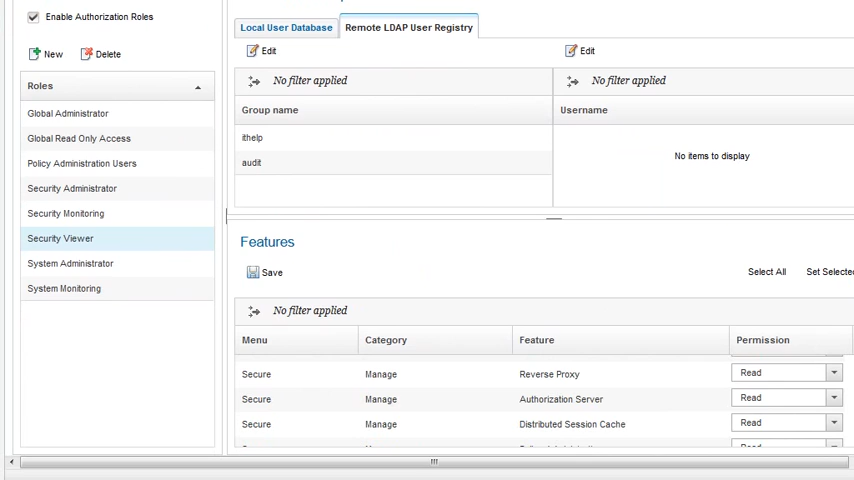 Enable Authorization Roles
New Delete
Roles
Global Administrator
Global Read Only Access
Policy Administration Users
Security Administrator
Security Monitoring
Security Viewer
System Administrator
System Monitoring
Local User Database Remote LDAP User Registry
Edit Edit
No filter applied No filter applied
Group name Username
ithelp
audit
No items to display
Features
Save Select All Set Selected
No filter applied
Menu Category Feature Permission
Secure Manage Reverse Proxy Read
Secure Manage Authorization Server Read
Secure Manage Distributed Session Cache Read